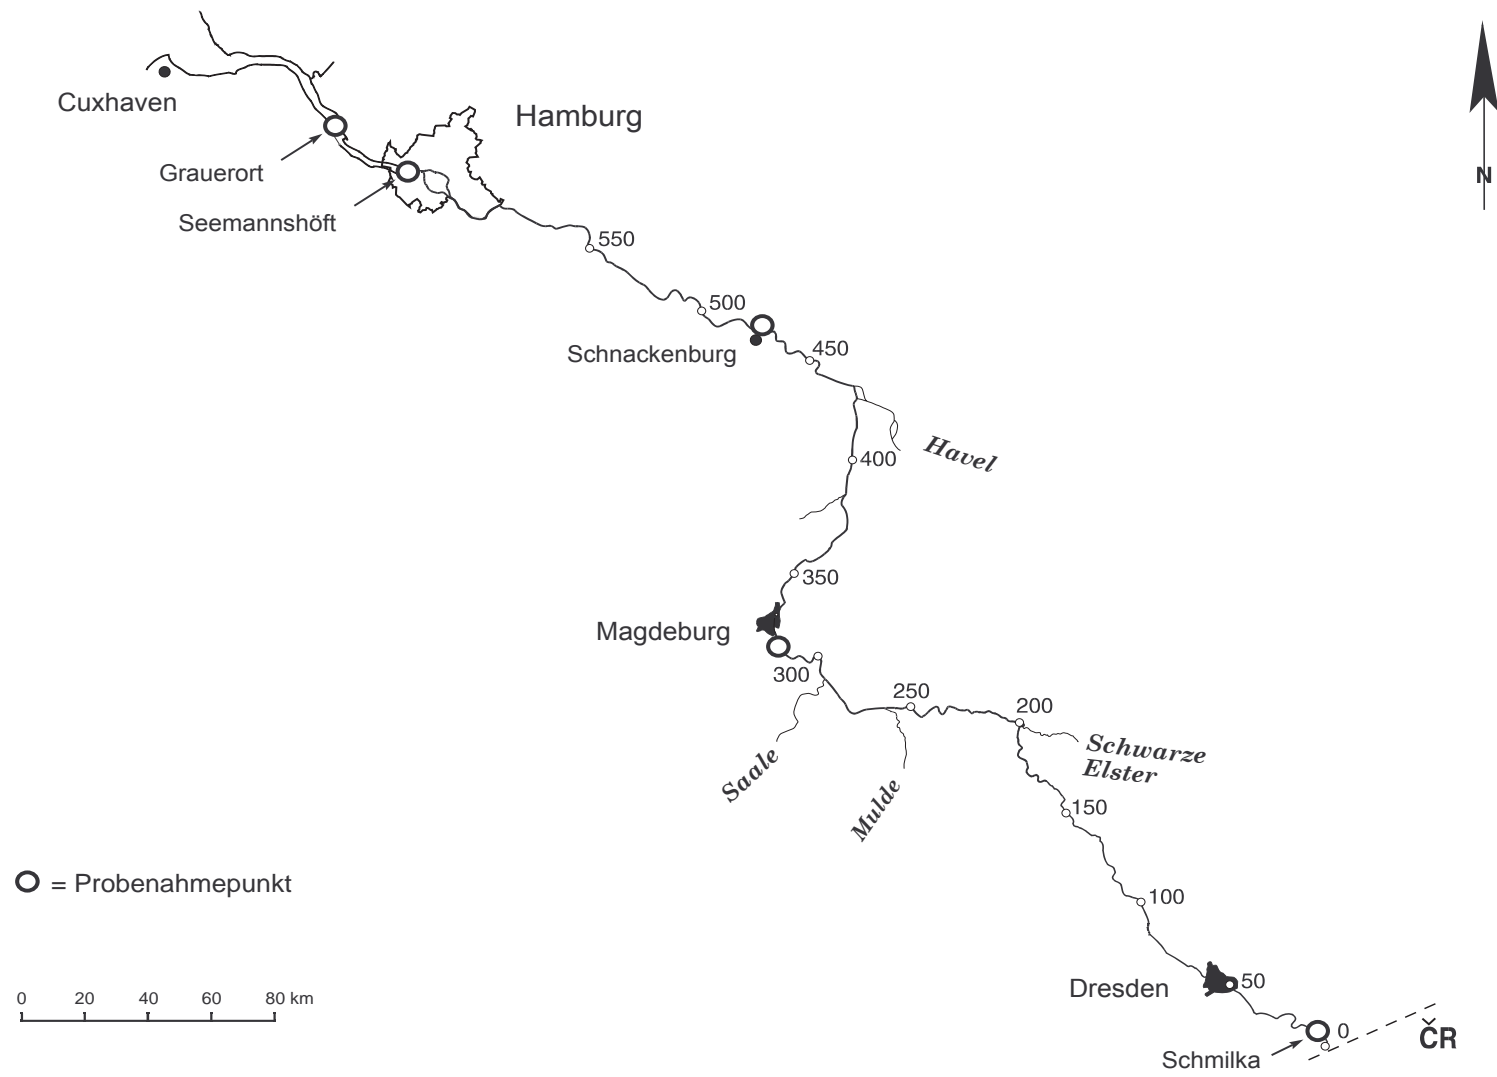 Cuxhaven
Hamburg
Grauerort
Seemannshöft
N
550
500
Schnackenburg
450
Havel
400
350
Magdeburg
300
250
200
Schwarze
Elster
Saale
Mulde
150
= Probenahmepunkt
100
Dresden
50
0 20 40 60 80 km
0
ČR
Schmilka